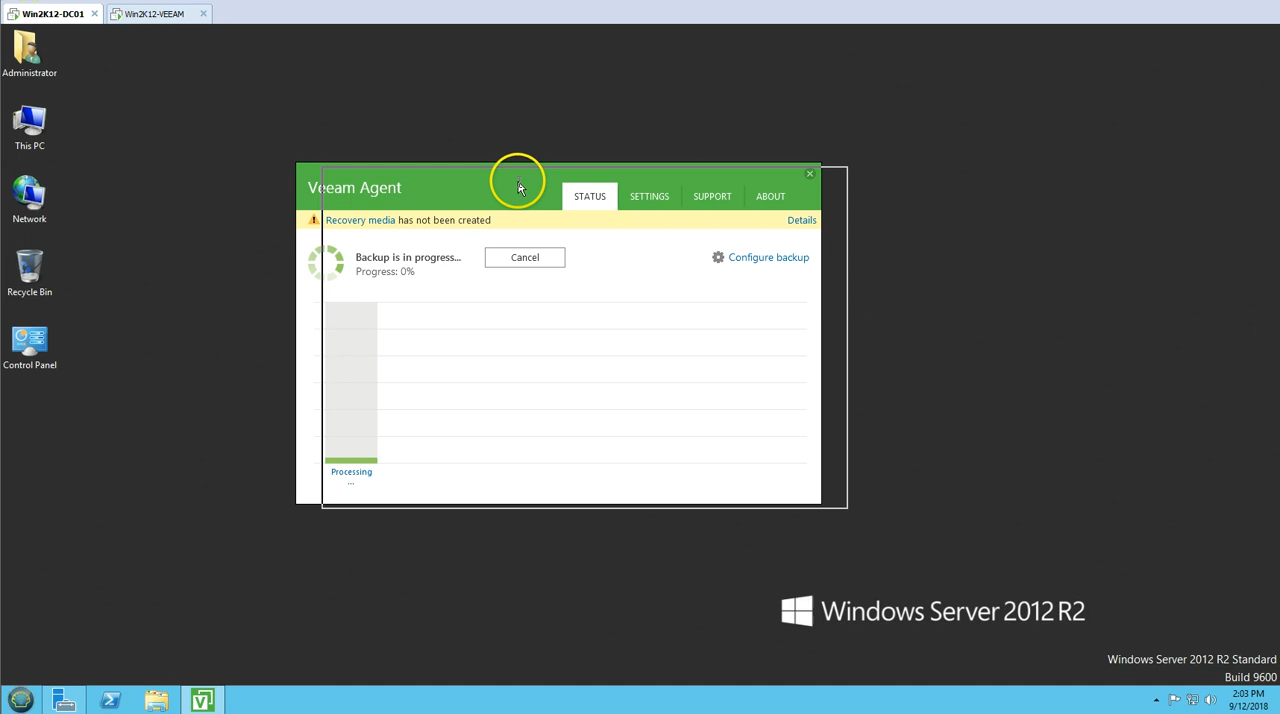 Win2K12-DC01
Win2K12-VEEAM
Administrator
This PC
Network
Recycle Bin
Control Panel
Veeam Agent
STATUS
SETTINGS
SUPPORT
ABOUT
Recovery media has not been created
Details
Backup is in progress...
Progress: 0%
Cancel
Configure backup
Processing
...
Windows Server 2012 R2
Windows Server 2012 R2 Standard
Build 9600
2:03 PM
9/12/2018